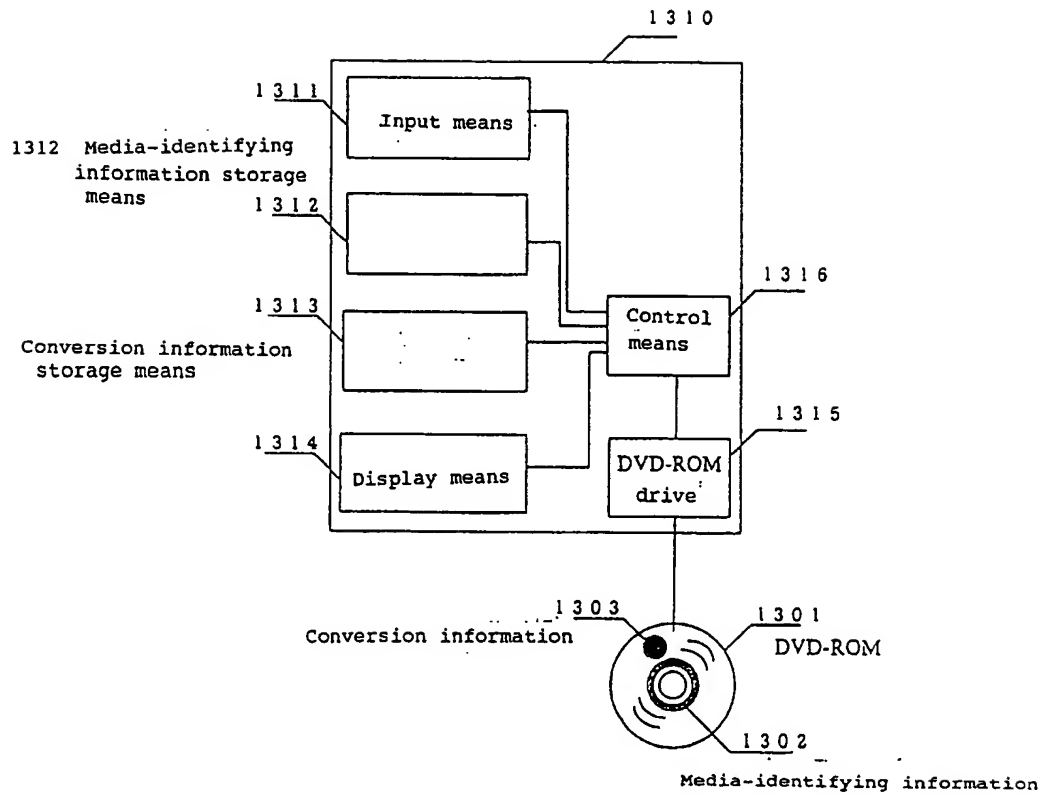 1310
1311
Input means
1312 Media-identifying
information storage
means
1312
1316
1313
Control
means
Conversion information
storage means
1315
1314
Display means
DVD-ROM
drive
1303
1301
Conversion information
DVD-ROM
1302
Media-identifying information